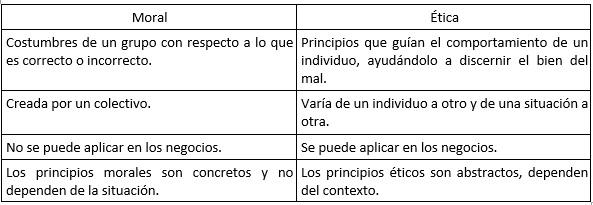 Moral
Ética
Costumbres de un grupo con respecto a lo que
es correcto o incorrecto.
Principios que guían el comportamiento de un
individuo, ayudándolo a discernir el bien del
mal.
Creada por un colectivo.
Varía de un individuo a otro y de una situación a
otra.
No se puede aplicar en los negocios.
Se puede aplicar en los negocios.
Los principios morales son concretos y no
dependen de la situación.
Los principios éticos son abstractos, dependen
del contexto.